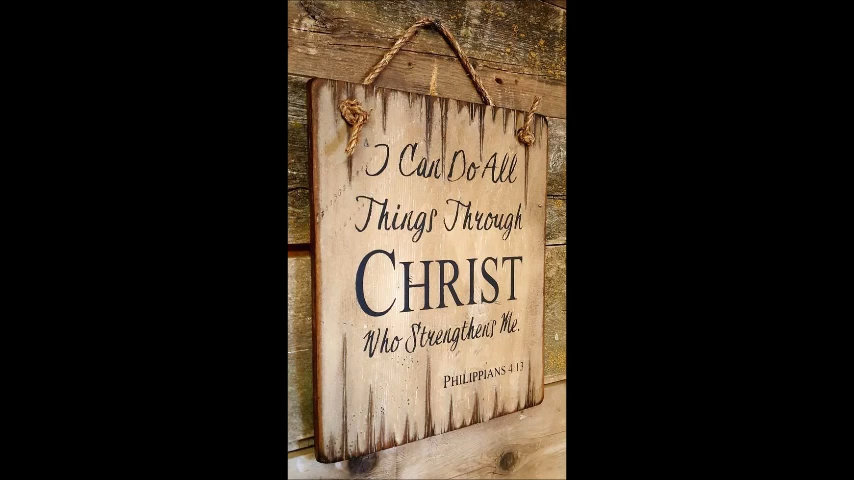 I Can Do All
Things Through
CHRIST
Who Strengthens Me.
PHILIPPIANS 4:13